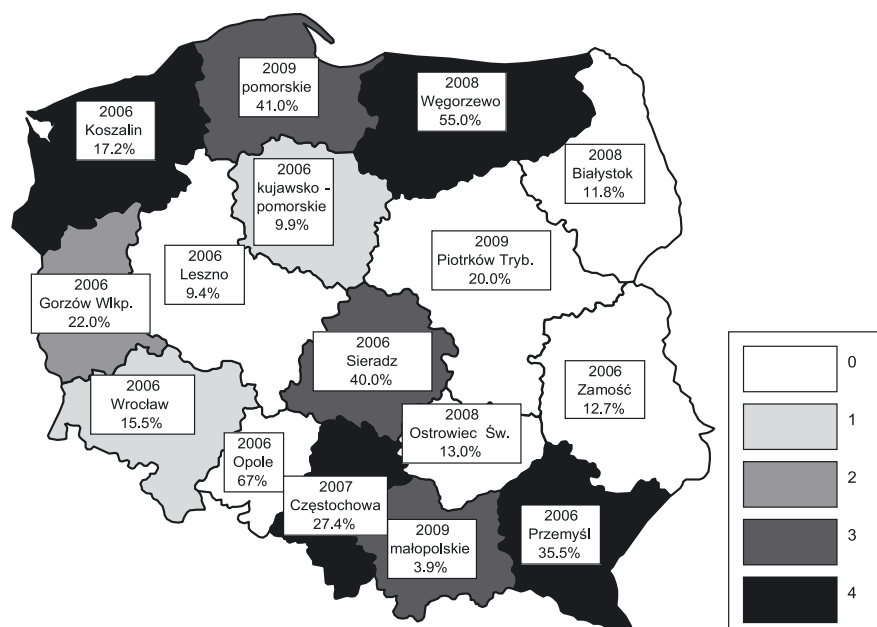 2009
pomorskie
41.0%
2008
Węgorzewo
55.0%
2006
Koszalin
17.2%
2008
Białystok
11.8%
2006
kujawsko -
pomorskie
9.9%
2009
Piotrków Tryb.
20.0%
2006
Leszno
9.4%
2006
Gorzów Wlkp.
22.0%
2006
Sieradz
40.0%
2006
Zamość
12.7%
2006
Wrocław
15.5%
2008
Ostrowiec Św.
13.0%
2006
Opole
67%
2007
Częstochowa
27.4%
2009
małopolskie
3.9%
2006
Przemyśl
35.5%
0
1
2
3
4